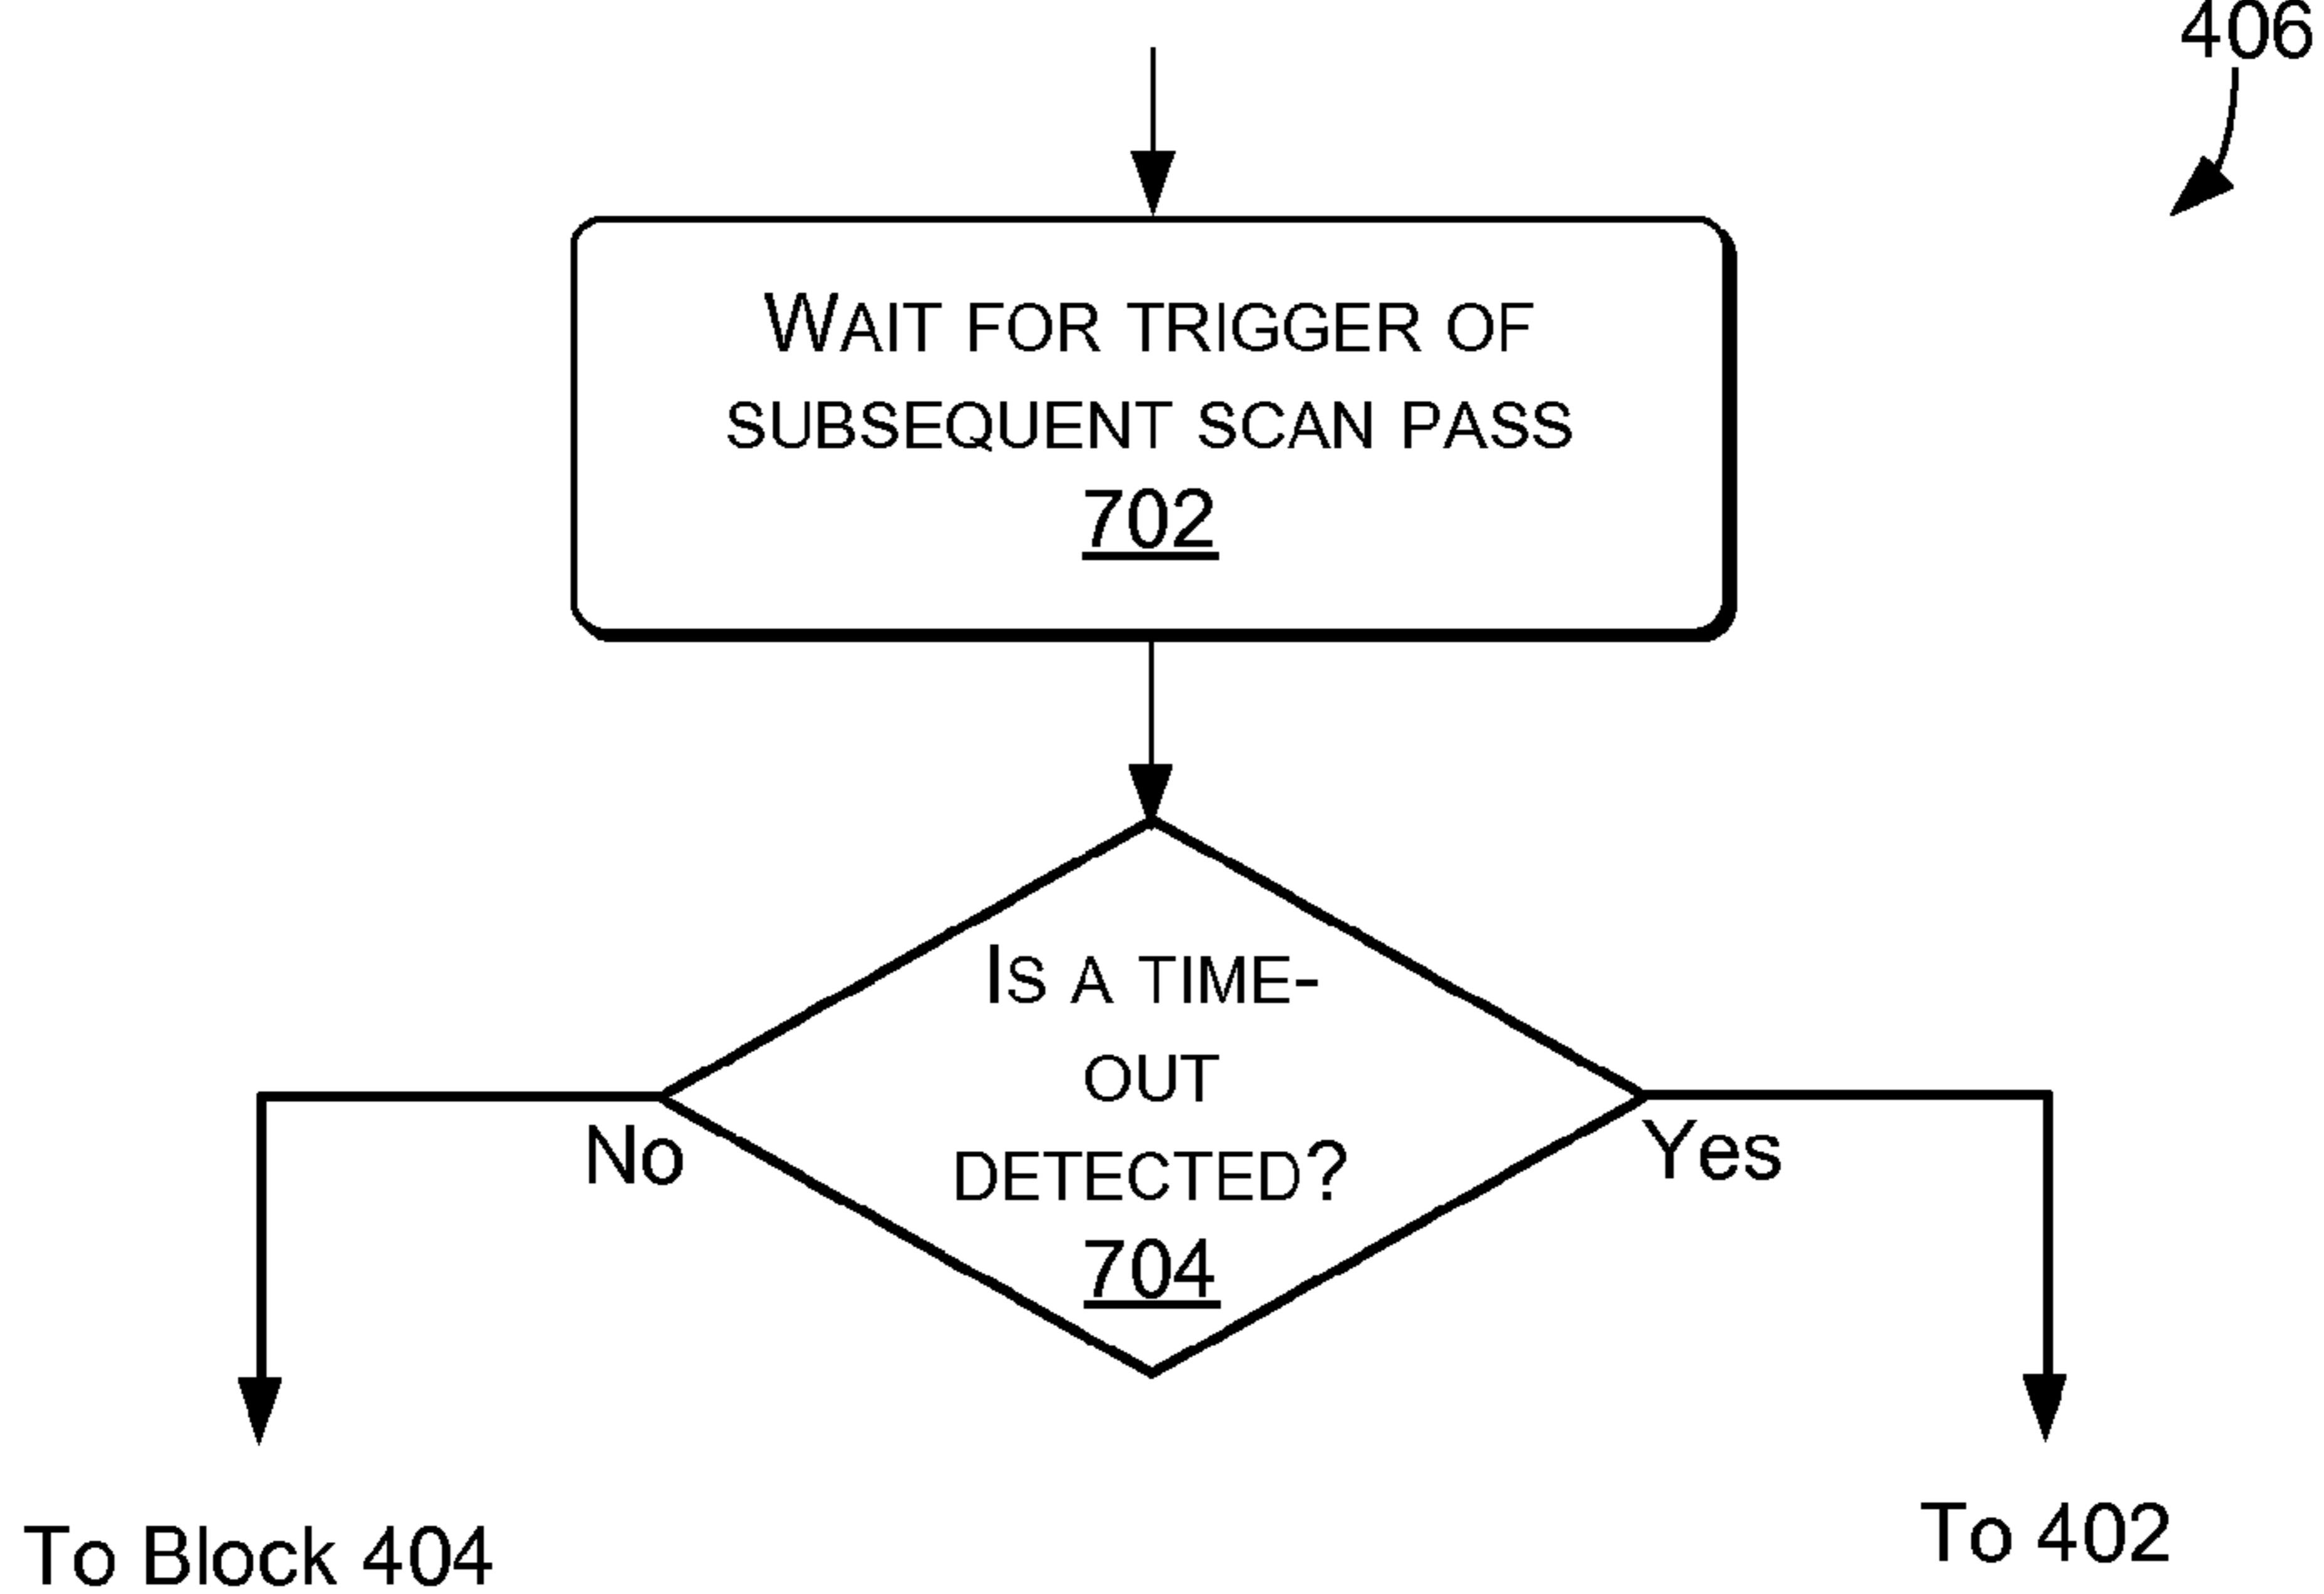 406
WAIT FOR TRIGGER OF
SUBSEQUENT SCAN PASS
702
IS A TIME-
OUT
DETECTED?
704
No
Yes
To Block 404
To 402